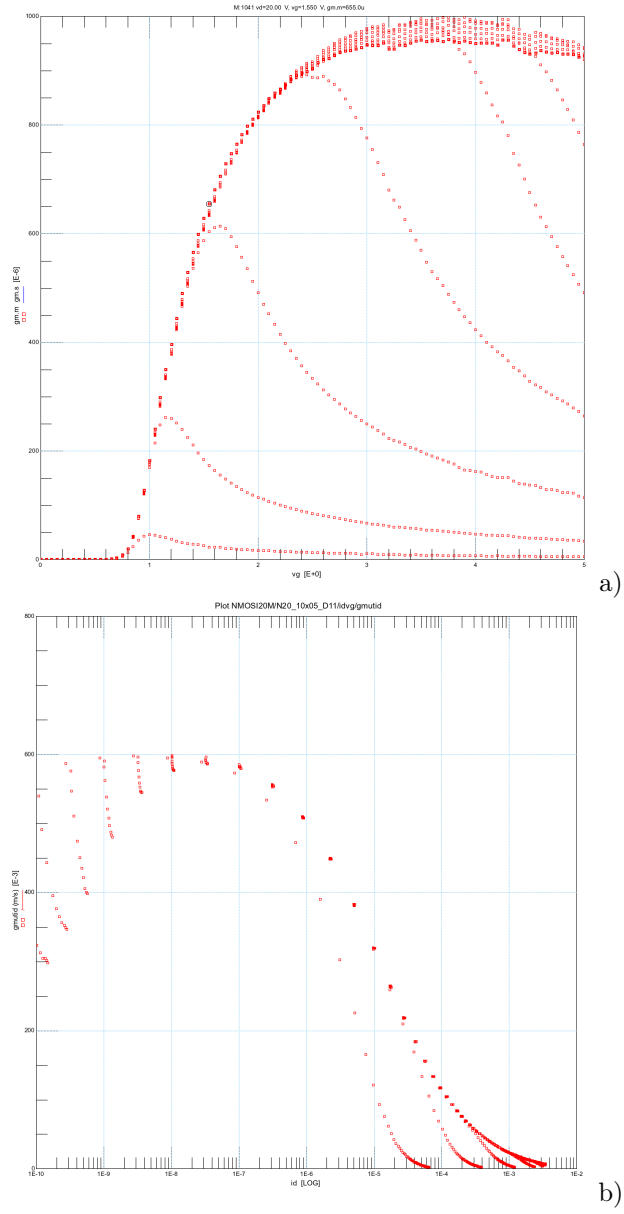 M:1041 vd=20.00 V, vg=1.550 V, gm.m=655.0u
1000
800
600
400
200
0
gm.m gm.s [E-6]
0 1 2 3 4 5
vg [E+0]
a)
Plot NMOSI20M/N20_10x05_D11/idvg/gmutid
800
600
400
200
0
gmutid (m/s) [E-3]
1E-10 1E-9 1E-8 1E-7 1E-6 1E-5 1E-4 1E-3 1E-2
id [LOG]
b)